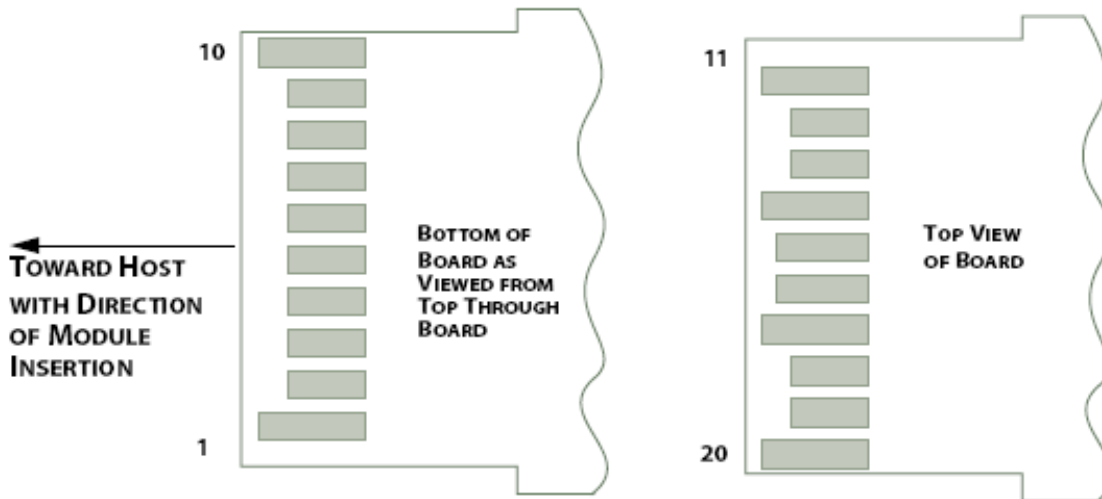 10
1
TOWARD HOST
WITH DIRECTION
OF MODULE
INSERTION
BOTTOM OF
BOARD AS
VIEWED FROM
TOP THROUGH
BOARD
11
20
TOP VIEW
OF BOARD